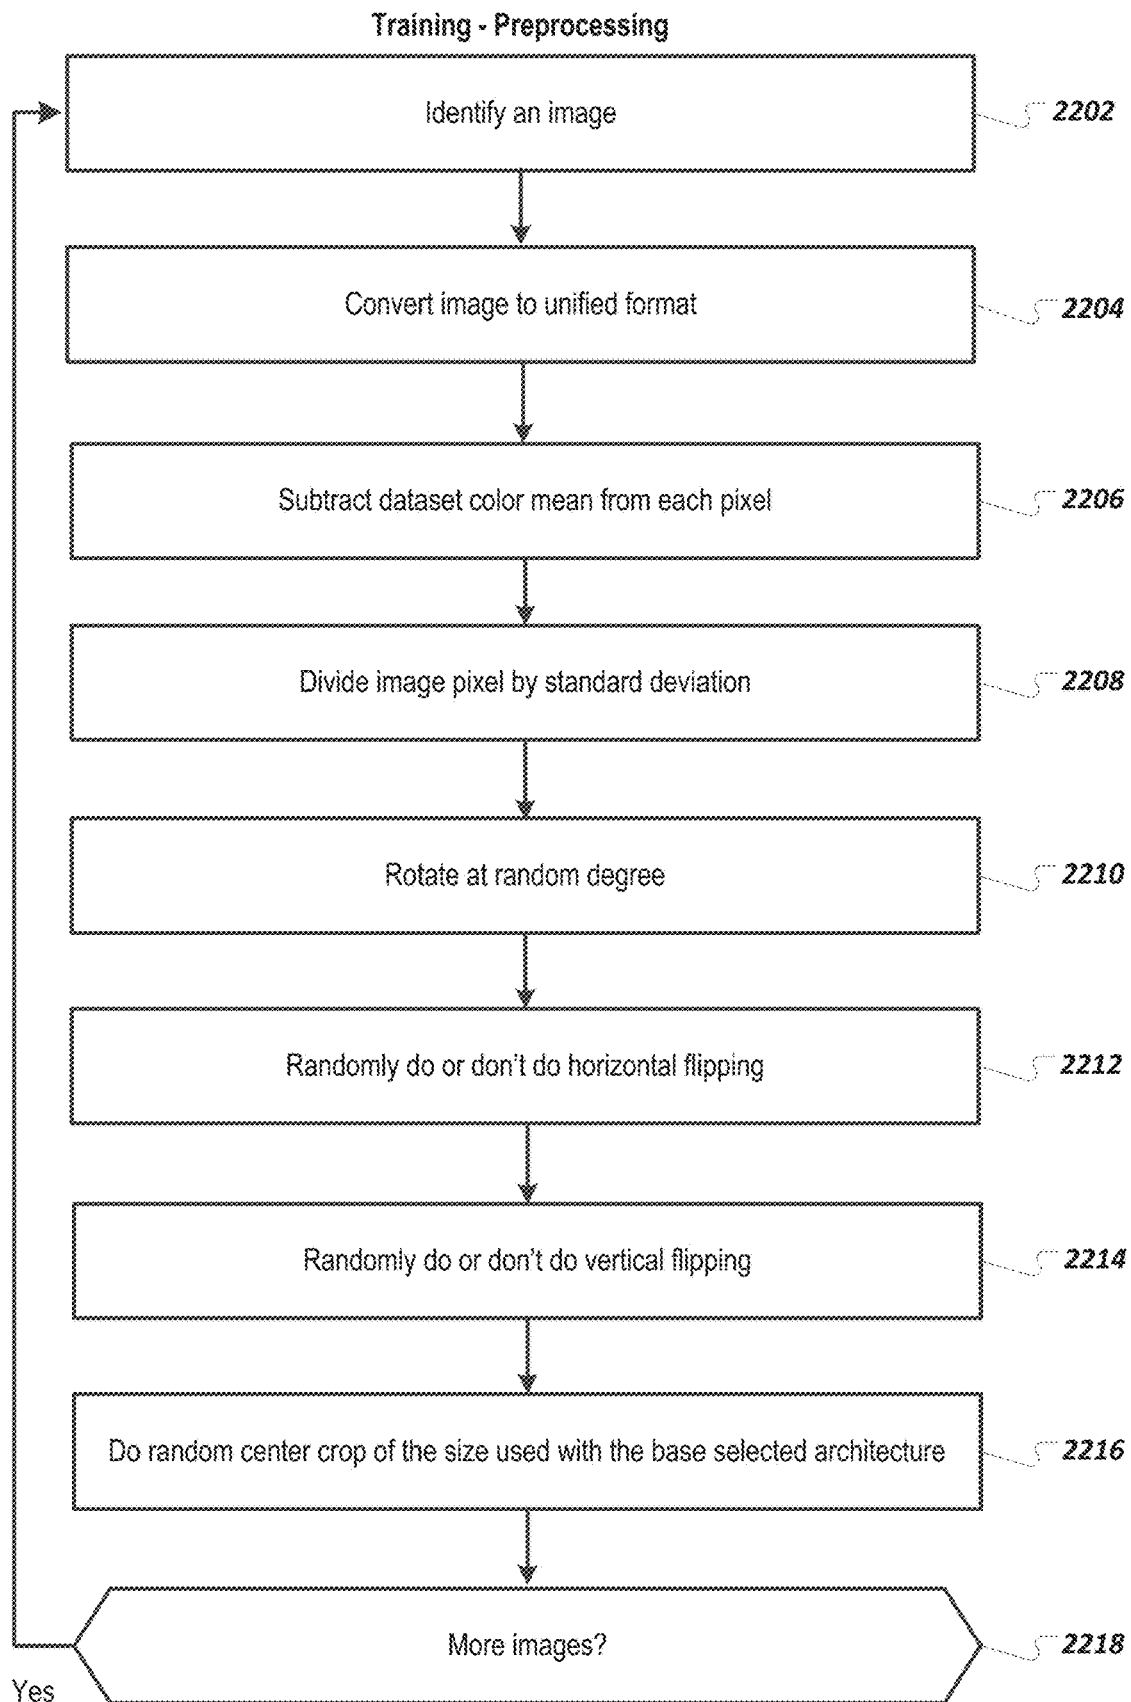 Training - Preprocessing
Identify an image
2202
Convert image to unified format
2204
Subtract dataset color mean from each pixel
2206
Divide image pixel by standard deviation
2208
Rotate at random degree
2210
Randomly do or don't do horizontal flipping
2212
Randomly do or don't do vertical flipping
2214
Do random center crop of the size used with the base selected architecture
2216
More images?
2218
Yes